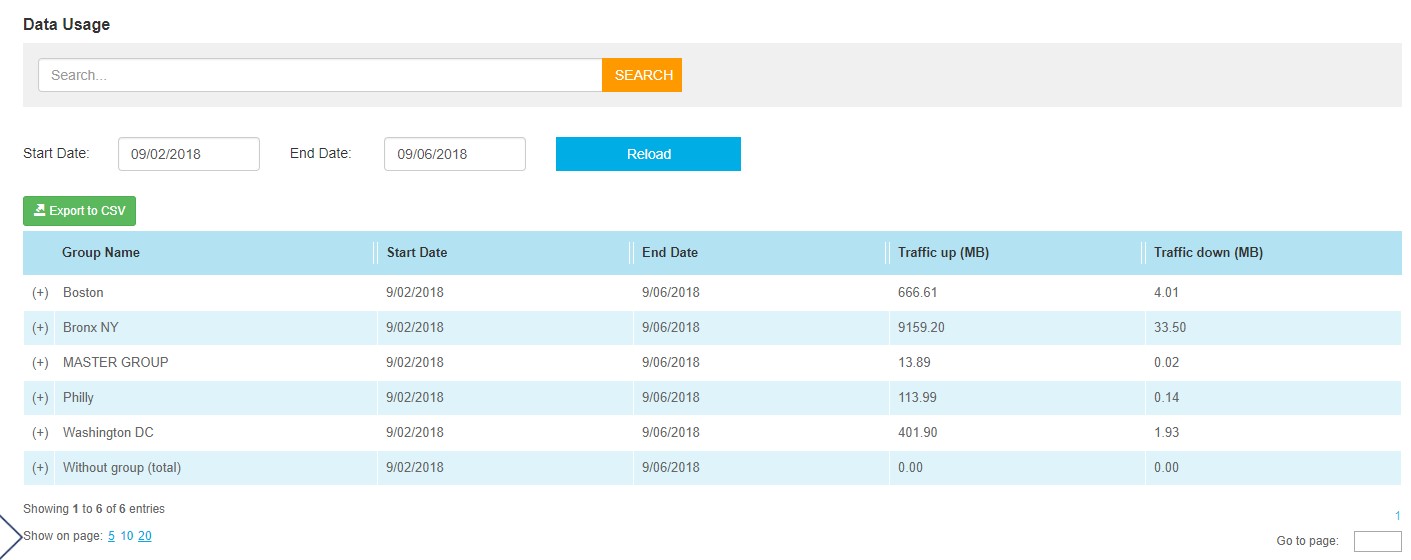 Data Usage
Search... SEARCH
Start Date: 09/02/2018 End Date: 09/06/2018 Reload
Export to CSV
Group Name Start Date End Date Traffic up (MB) Traffic down (MB)
(+) Boston 9/02/2018 9/06/2018 666.61 4.01
(+) Bronx NY 9/02/2018 9/06/2018 9159.20 33.50
(+) MASTER GROUP 9/02/2018 9/06/2018 13.89 0.02
(+) Philly 9/02/2018 9/06/2018 113.99 0.14
(+) Washington DC 9/02/2018 9/06/2018 401.90 1.93
(+) Without group (total) 9/02/2018 9/06/2018 0.00 0.00
Showing 1 to 6 of 6 entries
1
Show on page: 5 10 20
Go to page: